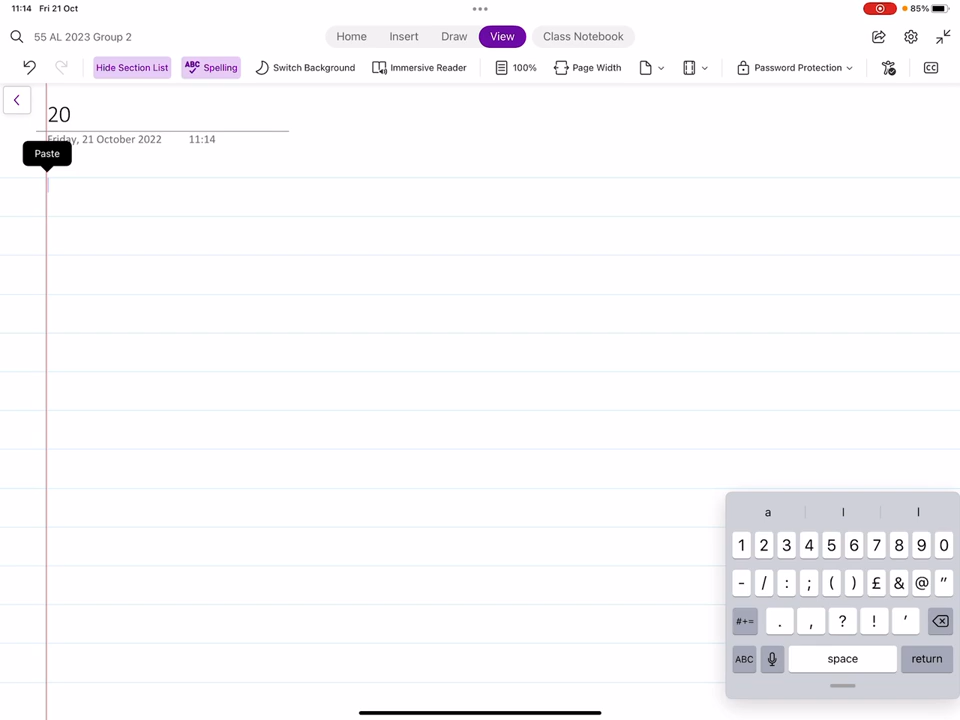 11:14 Fri 21 Oct
85%
55 AL 2023 Group 2
Home Insert Draw View Class Notebook
Hide Section List ABC Spelling Switch Background Immersive Reader 100% Page Width Password Protection CC
20
Friday, 21 October 2022 11:14
Paste
a I l
1 2 3 4 5 6 7 8 9 0
- / : ; ( ) £ & @ "
#+= . , ? ! '
ABC space return